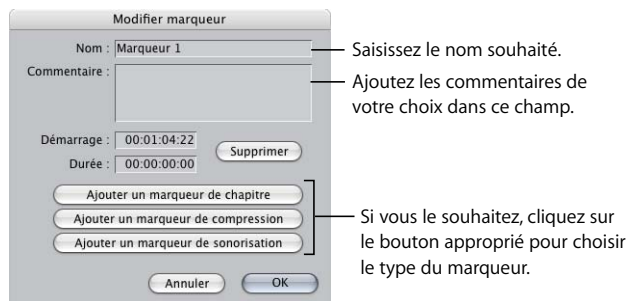 Modifier marqueur
Nom : Marqueur 1
Saisissez le nom souhaité.
Commentaire :
Ajoutez les commentaires de
votre choix dans ce champ.
Démarrage : 00:01:04:22
Supprimer
Durée : 00:00:00:00
Ajouter un marqueur de chapitre
Ajouter un marqueur de compression
Ajouter un marqueur de sonorisation
Si vous le souhaitez, cliquez sur
le bouton approprié pour choisir
le type du marqueur.
Annuler OK